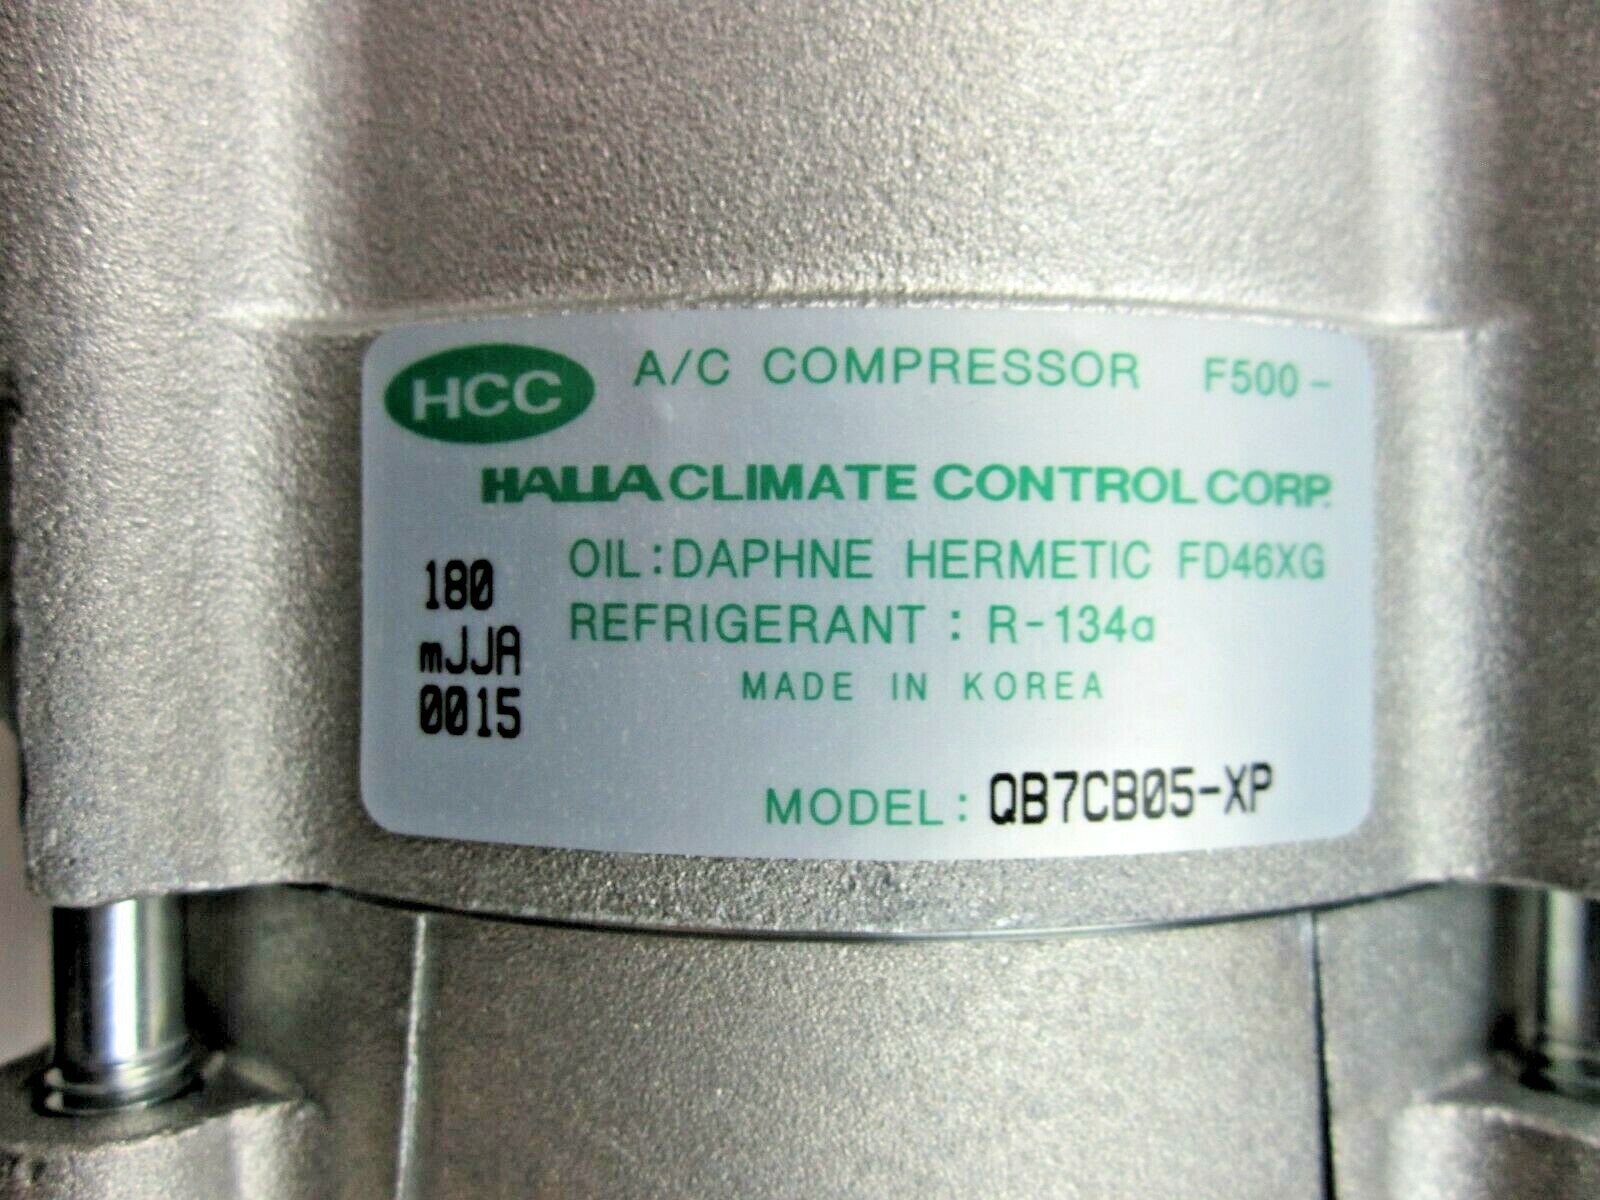 HCC A/C COMPRESSOR F500-
HALLA CLIMATE CONTROL CORP.
OIL:DAPHNE HERMETIC FD46XG
REFRIGERANT : R-134a
MADE IN KOREA
180
mJJA
0015
MODEL: QB7CB05-XP